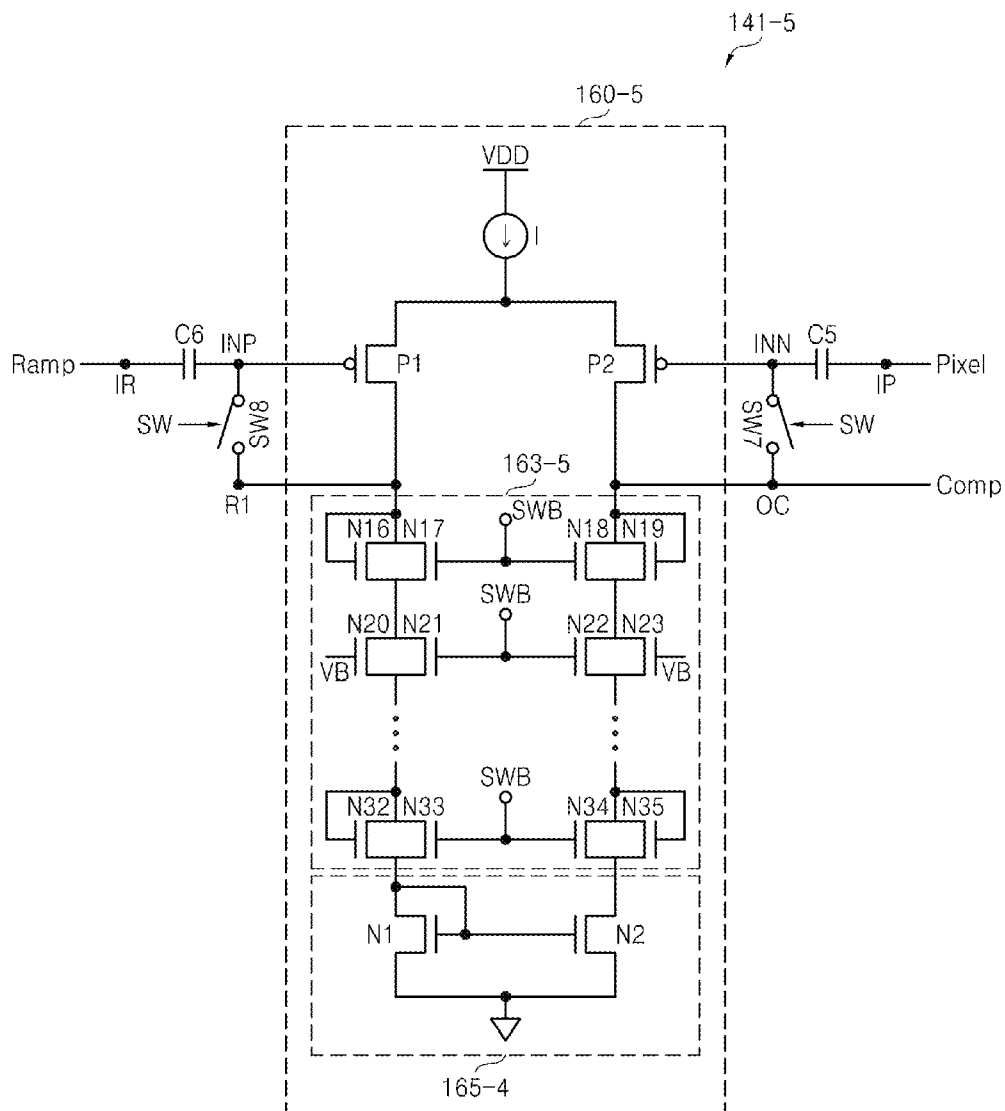 141-5
160-5
VDD
I
Ramp
IR
C6
INP
P1
P2
INN
C5
IP
Pixel
SW
SW8
SW7
SW
R1
163-5
OC
Comp
SWB
N16 N17
N18 N19
SWB
N20 N21
N22 N23
VB
VB
SWB
N32 N33
N34 N35
N1
N2
165-4